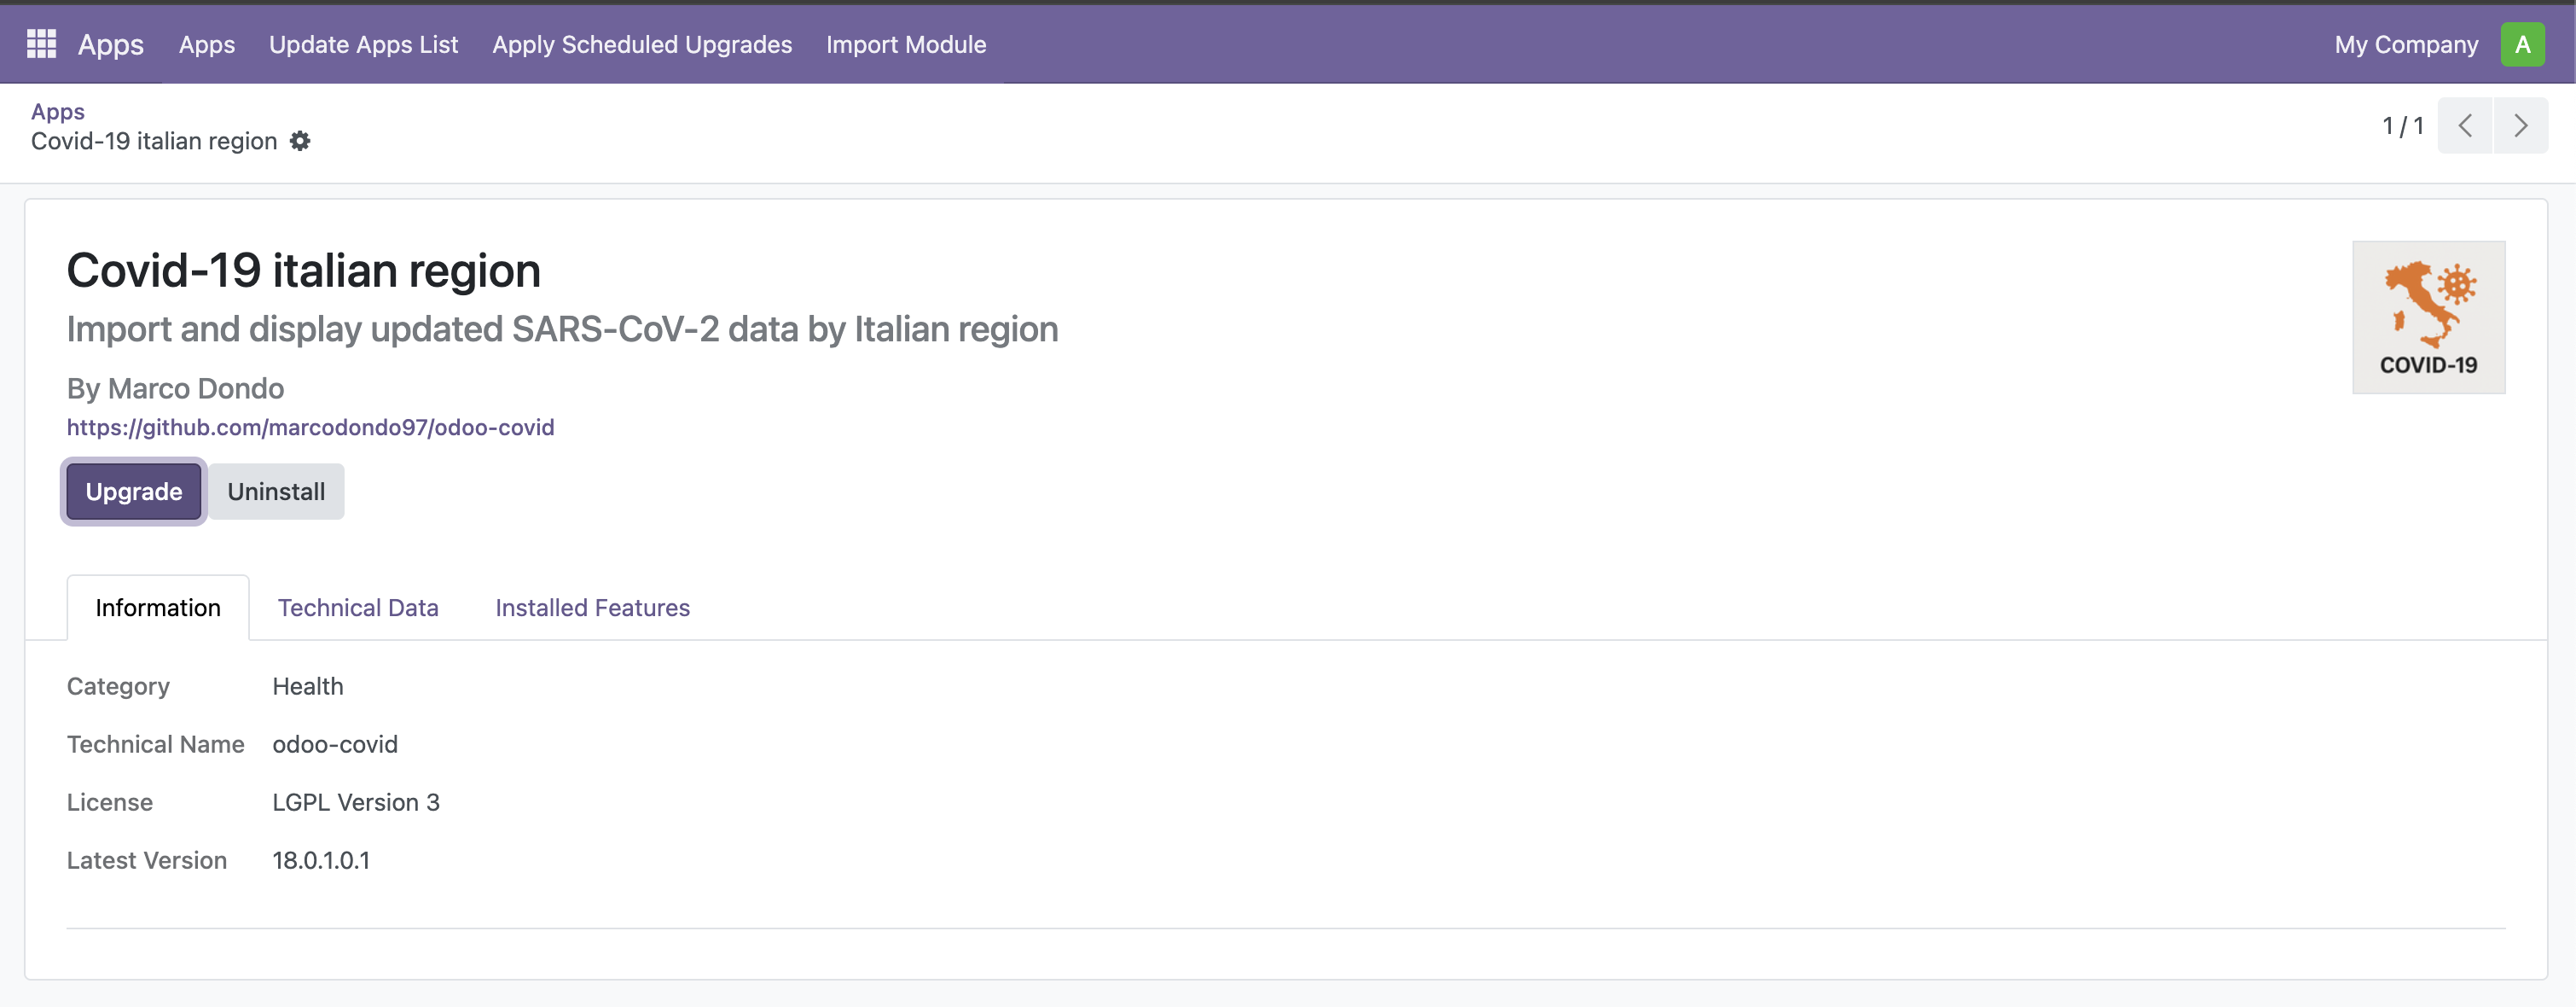 Apps Apps Update Apps List Apply Scheduled Upgrades Import Module My Company A
Apps
Covid-19 italian region 1 / 1
Covid-19 italian region
Import and display updated SARS-CoV-2 data by Italian region
By Marco Dondo
https://github.com/marcodondo97/odoo-covid
COVID-19
Upgrade Uninstall
Information Technical Data Installed Features
Category Health
Technical Name odoo-covid
License LGPL Version 3
Latest Version 18.0.1.0.1